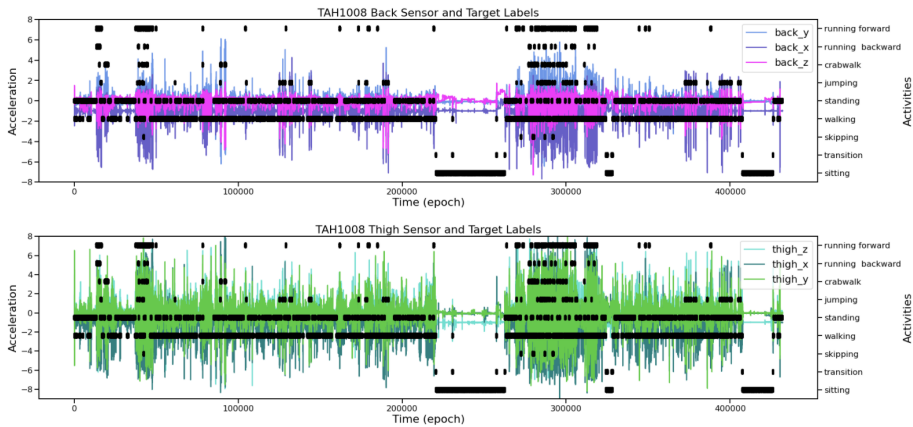 TAH1008 Back Sensor and Target Labels
8
6
4
2
0
−2
−4
−6
−8
Acceleration
back_y
back_x
back_z
running forward
running backward
crabwalk
jumping
standing
walking
skipping
transition
sitting
Activities
0 100000 200000 300000 400000
Time (epoch)
TAH1008 Thigh Sensor and Target Labels
8
6
4
2
0
−2
−4
−6
−8
Acceleration
thigh_z
thigh_x
thigh_y
running forward
running backward
crabwalk
jumping
standing
walking
skipping
transition
sitting
Activities
0 100000 200000 300000 400000
Time (epoch)